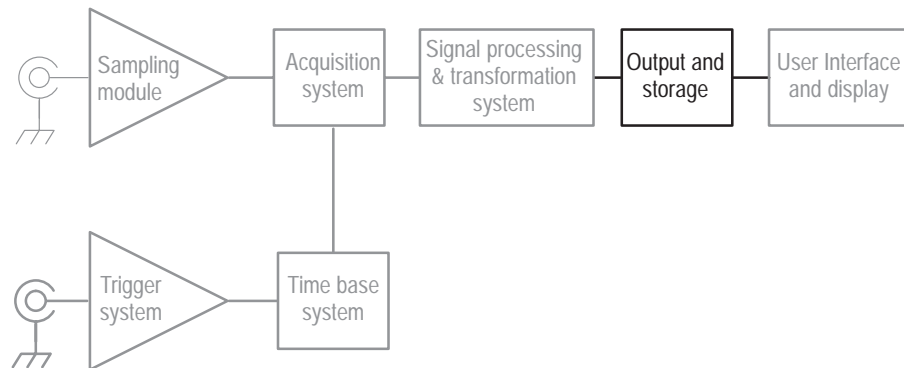 Sampling
module
Acquisition
system
Signal processing
& transformation
system
Output and
storage
User Interface
and display
Trigger
system
Time base
system